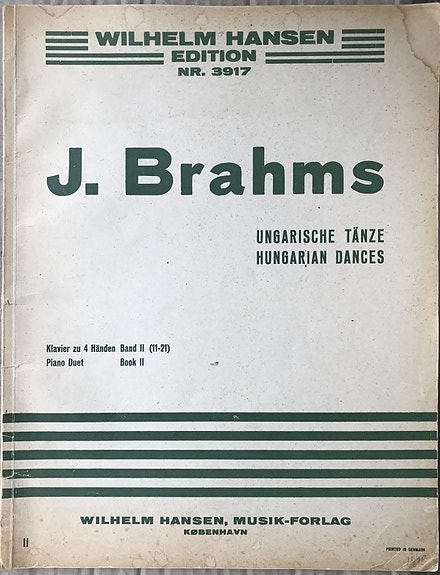 WILHELM HANSEN
EDITION
NR. 3917
J. Brahms
UNGARISCHE TÄNZE
HUNGARIAN DANCES
Klavier zu 4 Händen Band II (11-21)
Piano Duet Book II
WILHELM HANSEN, MUSIK-FORLAG
KØBENHAVN
II
PRINTED IN DENMARK